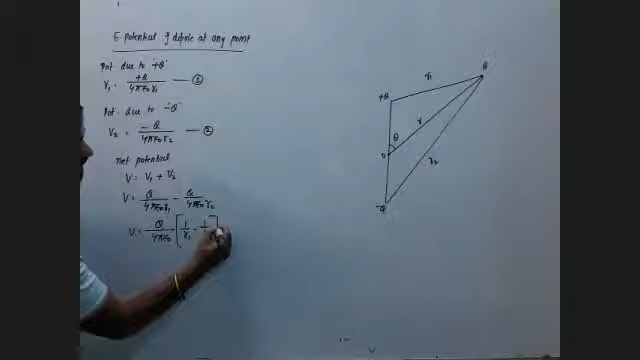 E potential of dipole at any point
Pot due to +Q
V₁ = +Q / 4πε₀r₁ — ①
Pot due to -Q
V₂ = -Q / 4πε₀r₂ — ②
Net potential
V = V₁ + V₂
V = Q / 4πε₀r₁ - Q / 4πε₀r₂
V = Q / 4πε₀ [ 1 / r₁ - 1 /
r₁
+Q
θ
r
r₂
-Q